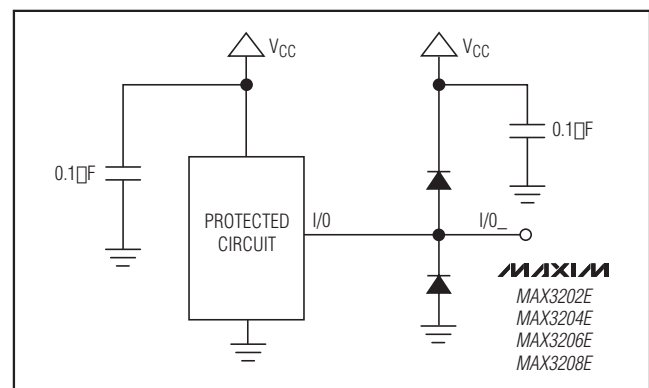 VCC
VCC
0.1▯F
0.1▯F
PROTECTED
CIRCUIT
I/0
I/0_
MAXIM
MAX3202E
MAX3204E
MAX3206E
MAX3208E